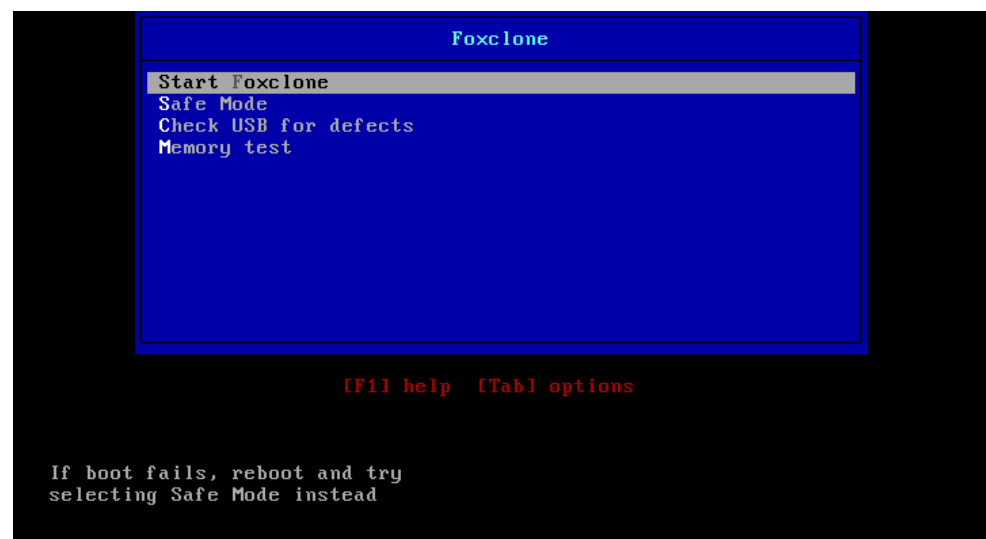 Foxclone
Start Foxclone
Safe Mode
Check USB for defects
Memory test
[F1] help [Tab] options
If boot fails, reboot and try
selecting Safe Mode instead